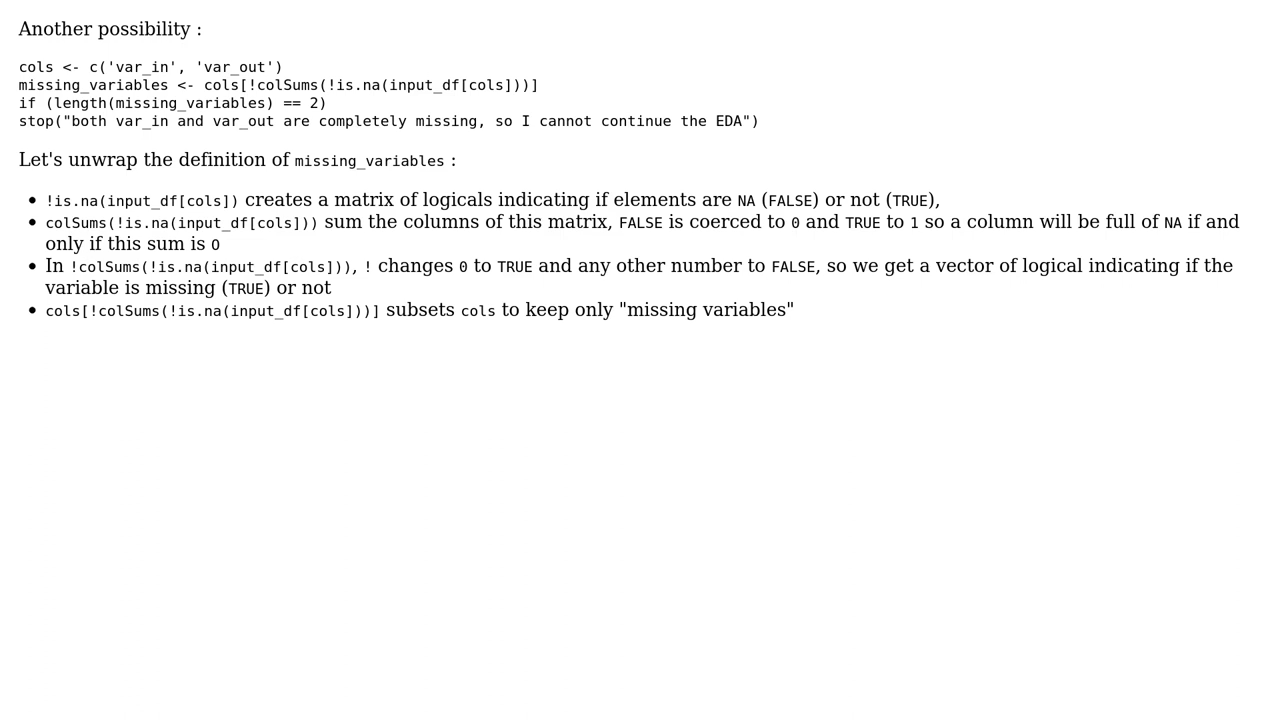 Another possibility :
cols <- c('var_in', 'var_out')
missing_variables <- cols[!colSums(!is.na(input_df[cols]))]
if (length(missing_variables) == 2)
stop("both var_in and var_out are completely missing, so I cannot continue the EDA")
Let's unwrap the definition of missing_variables :
• !is.na(input_df[cols]) creates a matrix of logicals indicating if elements are NA (FALSE) or not (TRUE),
• colSums(!is.na(input_df[cols])) sum the columns of this matrix, FALSE is coerced to 0 and TRUE to 1 so a column will be full of NA if and
only if this sum is 0
• In !colSums(!is.na(input_df[cols])), ! changes 0 to TRUE and any other number to FALSE, so we get a vector of logical indicating if the
variable is missing (TRUE) or not
• cols[!colSums(!is.na(input_df[cols]))] subsets cols to keep only "missing variables"